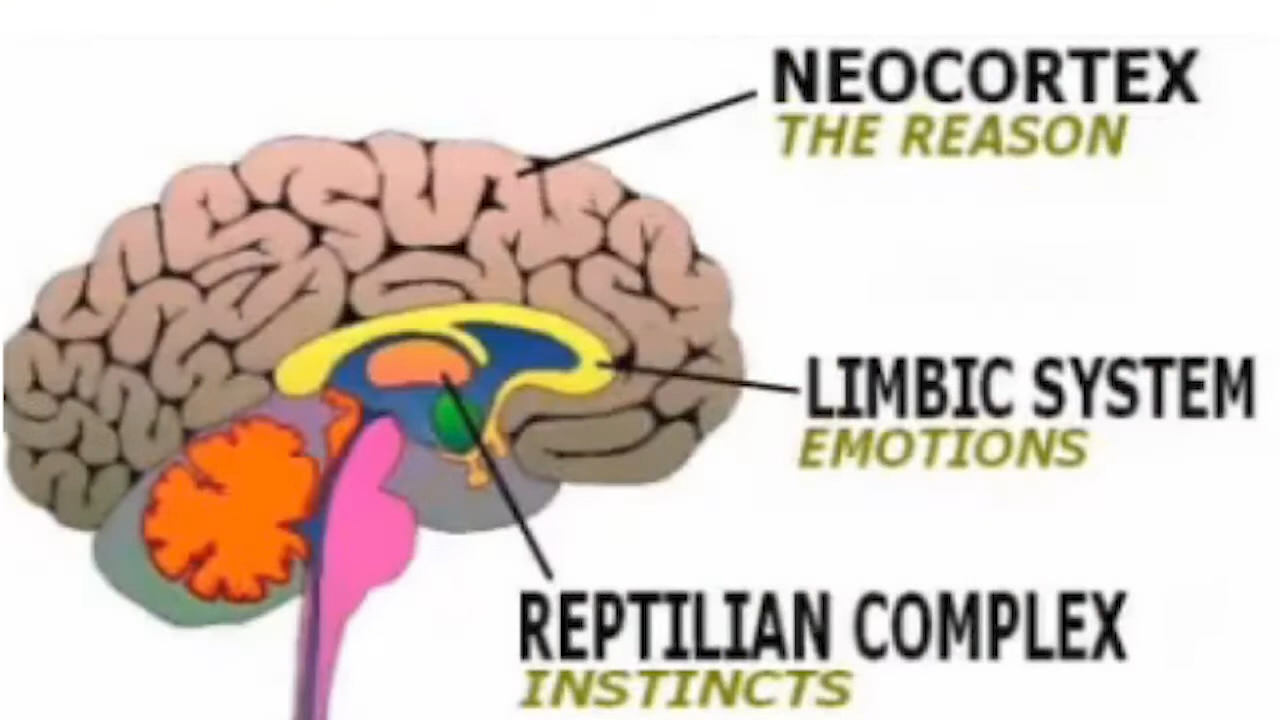 NEOCORTEX
THE REASON
LIMBIC SYSTEM
EMOTIONS
REPTILIAN COMPLEX
INSTINCTS